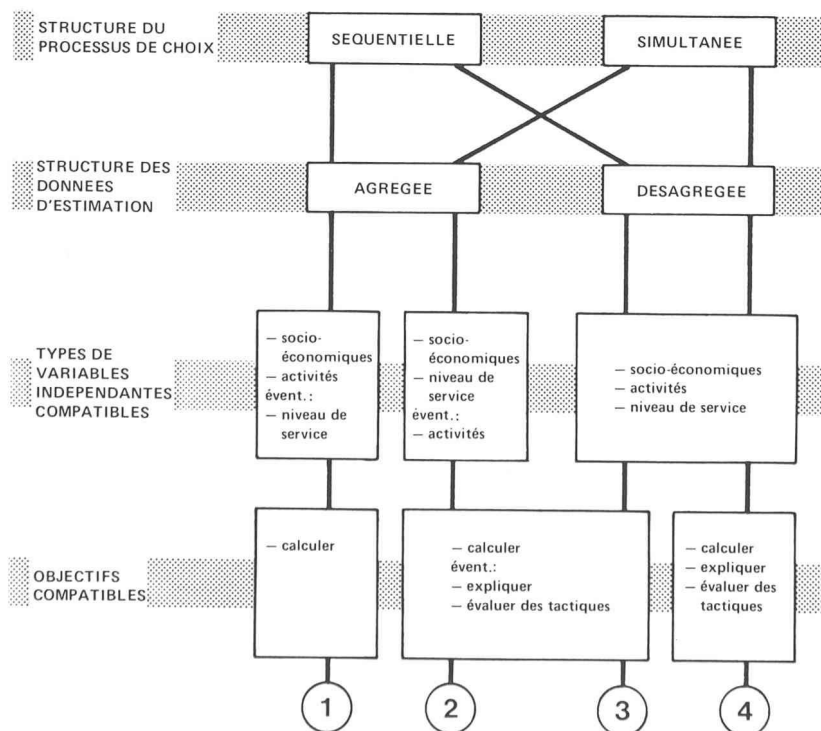 STRUCTURE DU
PROCESSUS DE CHOIX
SEQUENTIELLE
SIMULTANEE
STRUCTURE DES
DONNEES
D'ESTIMATION
AGREGEE
DESAGREGEE
TYPES DE
VARIABLES
INDEPENDANTES
COMPATIBLES
— socio-
économiques
— activités
évent.:
— niveau de
service
— socio-
économiques
— niveau de
service
évent.:
— activités
— socio-économiques
— activités
— niveau de service
OBJECTIFS
COMPATIBLES
— calculer
— calculer
évent.:
— expliquer
— évaluer des tactiques
— calculer
— expliquer
— évaluer des
tactiques
1
2
3
4